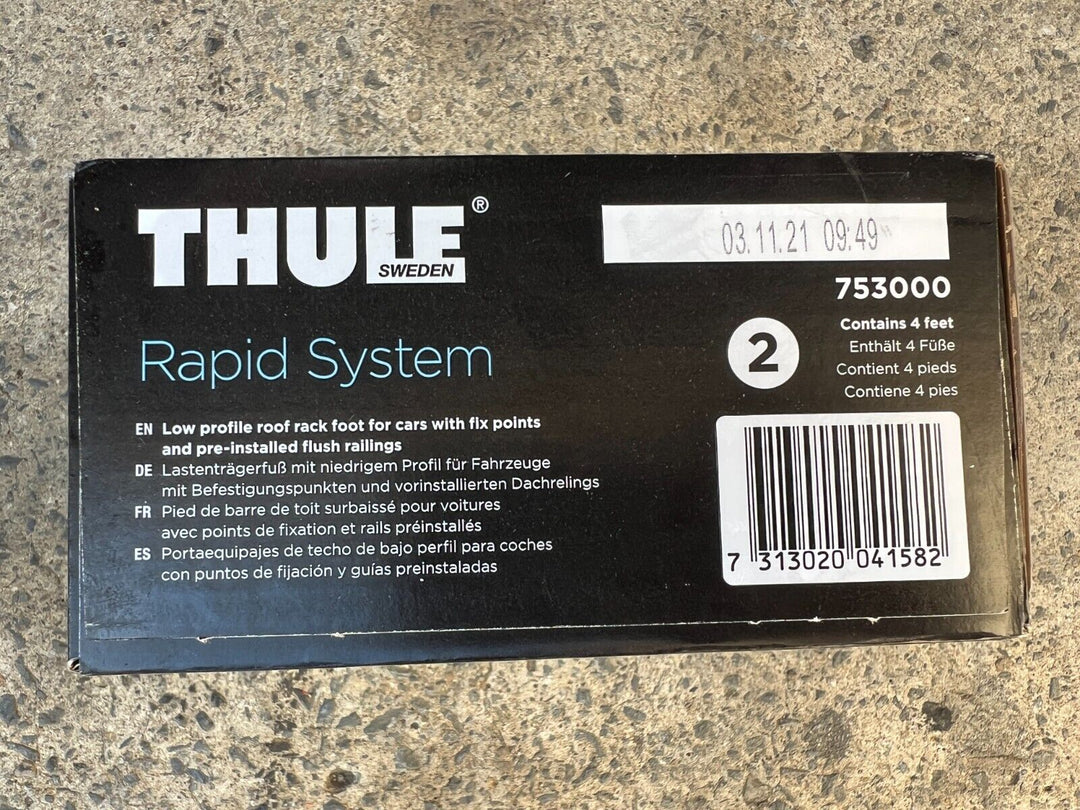 THULE®
SWEDEN
03.11.21 09:49
753000
Rapid System
2
Contains 4 feet
Enthält 4 Füße
Contient 4 pieds
Contiene 4 pies
EN Low profile roof rack foot for cars with fix points
and pre-installed flush railings
DE Lastenträgerfuß mit niedrigem Profil für Fahrzeuge
mit Befestigungspunkten und vorinstallierten Dachrelings
FR Pied de barre de toit surbaissé pour voitures
avec points de fixation et rails préinstallés
ES Portaequipajes de techo de bajo perfil para coches
con puntos de fijación y guías preinstaladas
7 313020 041582